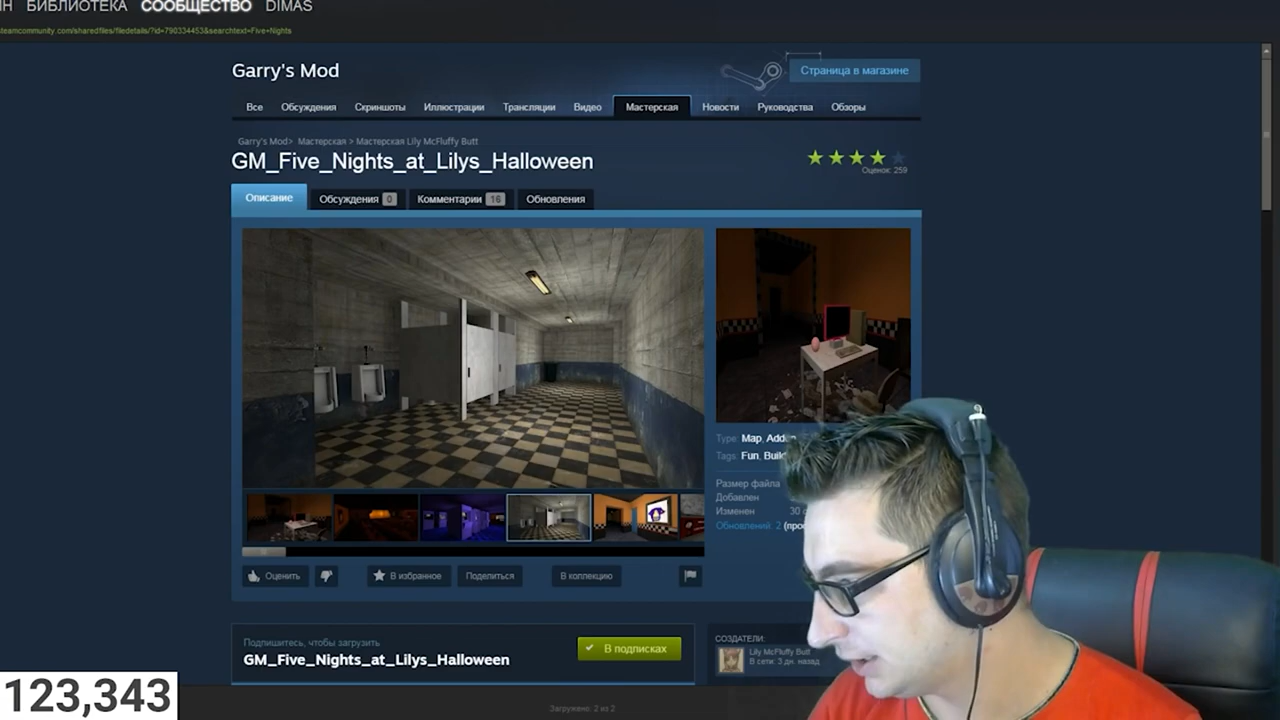 ИН БИБЛИОТЕКА СООБЩЕСТВО DIMAS
steamcommunity.com/sharedfiles/filedetails/?id=790334453&searchtext=Five+Nights
Garry's Mod
Страница в магазине
Все Обсуждения Скриншоты Иллюстрации Трансляции Видео Мастерская Новости Руководства Обзоры
Garry's Mod> Мастерская > Мастерская Lily McFluffy Butt
GM_Five_Nights_at_Lilys_Halloween
Оценок: 259
Описание Обсуждения 0 Комментарии 16 Обновления
Type: Map,
Tags: Fun,
Размер файла
Добавлен
Изменен 30
Обновлений: 2
Оценить В избранное Поделиться В коллекцию
Подпишитесь, чтобы загрузить
GM_Five_Nights_at_Lilys_Halloween
В подписках
СОЗДАТЕЛИ:
Lily McFluffy Butt
В сети: 3 дн. назад
123,343
Загружено: 2 из 2